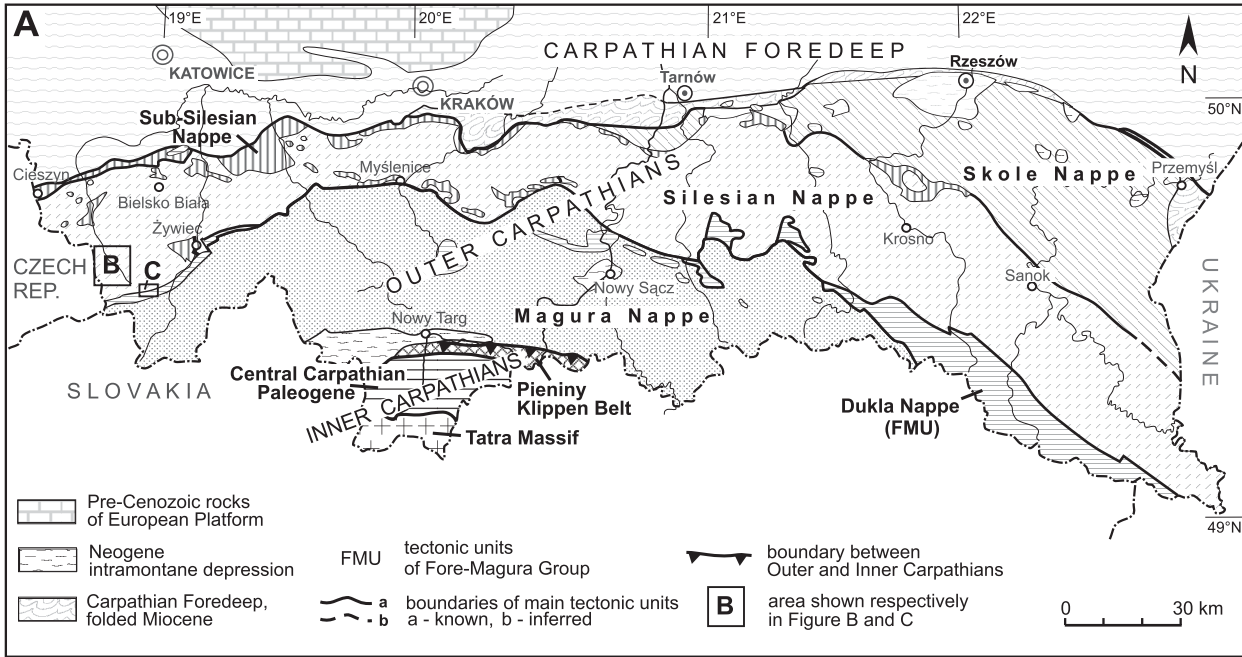 A
19°E
20°E
21°E
22°E
N
CARPATHIAN FOREDEEP
KATOWICE
KRAKÓW
Tarnów
Rzeszów
50°N
Sub-Silesian
Nappe
Cieszyn
Myślenice
Bielsko Biała
Żywiec
OUTER CARPATHIANS
Silesian Nappe
Skole Nappe
Przemyśl
Krosno
Sanok
CZECH
REP.
B
C
Nowy Sącz
Magura Nappe
Nowy Targ
UKRAINE
SLOVAKIA
Central Carpathian
Paleogene
INNER CARPATHIANS
Pieniny
Klippen Belt
Tatra Massif
Dukla Nappe
(FMU)
49°N
Pre-Cenozoic rocks
of European Platform
Neogene
intramontane depression
Carpathian Foredeep,
folded Miocene
FMU
tectonic units
of Fore-Magura Group
a
b
boundaries of main tectonic units
a - known, b - inferred
boundary between
Outer and Inner Carpathians
B
area shown respectively
in Figure B and C
0
30 km